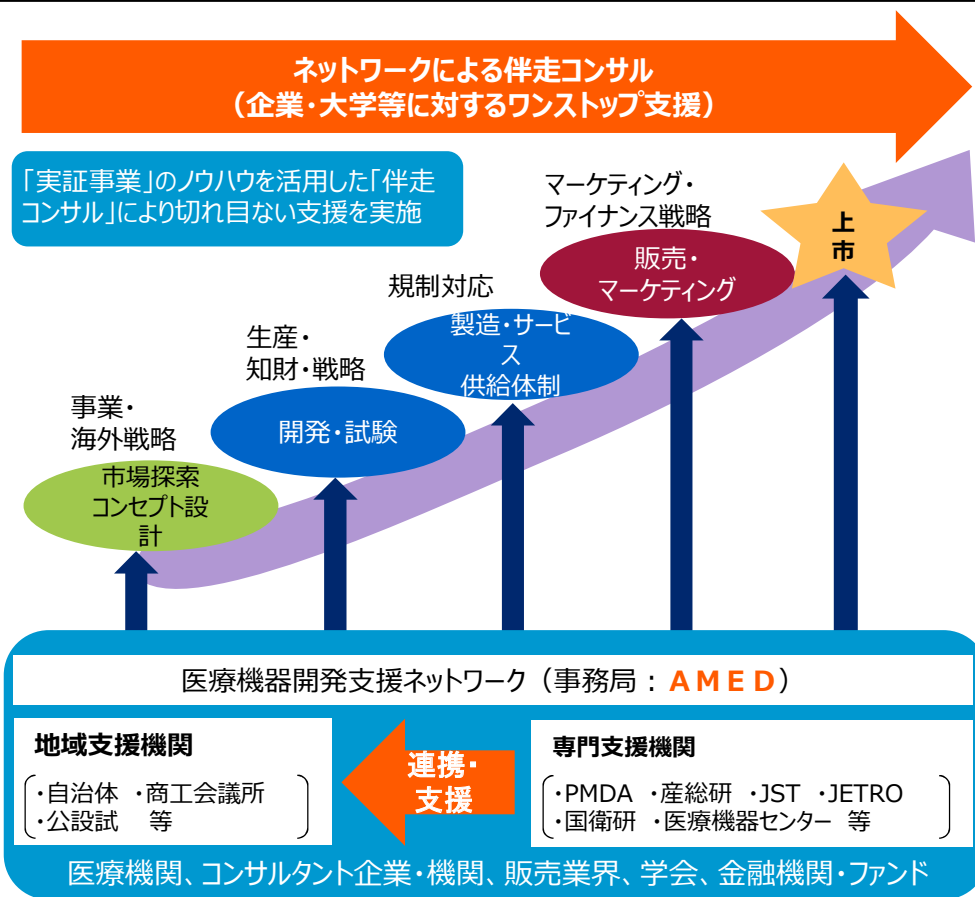 ネットワークによる伴走コンサル
（企業・大学等に対するワンストップ支援）
「実証事業」のノウハウを活用した「伴走
コンサル」により切れ目ない支援を実施
マーケティング・
ファイナンス戦略
上
市
販売・
マーケティング
規制対応
製造・サービ
ス
供給体制
生産・
知財・戦略
開発・試験
事業・
海外戦略
市場探索
コンセプト設
計
医療機器開発支援ネットワーク（事務局：ＡＭＥＤ）
地域支援機関
・自治体 ・商工会議所
・公設試　等
連携・
支援
専門支援機関
・PMDA ・産総研 ・JST ・JETRO
・国衛研 ・医療機器センター 等
医療機関、コンサルタント企業・機関、販売業界、学会、金融機関・ファンド